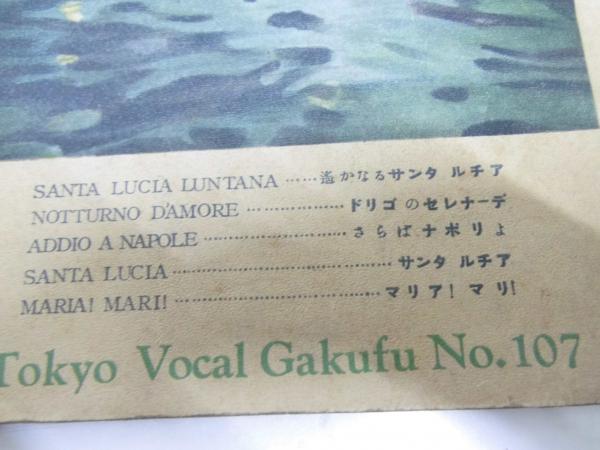 SANTA LUCIA LUNTANA ...... 遙かなるサンタ ルチア
NOTTURNO D'AMORE .................. ドリゴのセレナーデ
ADDIO A NAPOLE .......................... さらばナポリよ
SANTA LUCIA ........................................ サンタ ルチア
MARIA! MARI! ..................................... マリア! マリ!
Tokyo Vocal Gakufu No.107